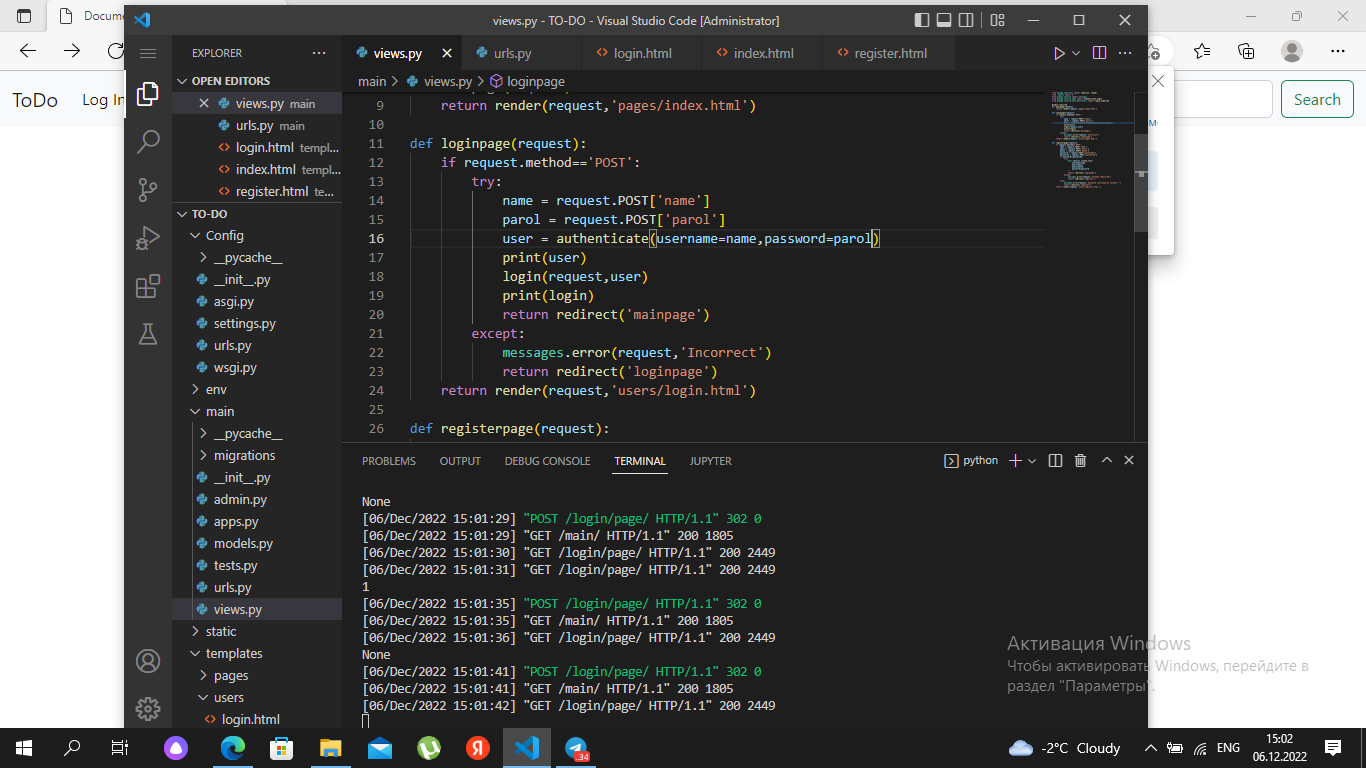 Docume
views.py - TO-DO - Visual Studio Code [Administrator]
ToDo
Log In
Search
EXPLORER
OPEN EDITORS
views.py main
urls.py main
login.html templ...
index.html templ...
register.html te...
TO-DO
Config
__pycache__
__init__.py
asgi.py
settings.py
urls.py
wsgi.py
env
main
__pycache__
migrations
__init__.py
admin.py
apps.py
models.py
tests.py
urls.py
views.py
static
templates
pages
users
login.html
views.py
urls.py
login.html
index.html
register.html
main > views.py > loginpage
9 return render(request,'pages/index.html')
10
11 def loginpage(request):
12 if request.method=='POST':
13 try:
14 name = request.POST['name']
15 parol = request.POST['parol']
16 user = authenticate(username=name,password=parol)
17 print(user)
18 login(request,user)
19 print(login)
20 return redirect('mainpage')
21 except:
22 messages.error(request,'Incorrect')
23 return redirect('loginpage')
24 return render(request,'users/login.html')
25
26 def registerpage(request):
PROBLEMS
OUTPUT
DEBUG CONSOLE
TERMINAL
JUPYTER
python
None
[06/Dec/2022 15:01:29] "POST /login/page/ HTTP/1.1" 302 0
[06/Dec/2022 15:01:29] "GET /main/ HTTP/1.1" 200 1805
[06/Dec/2022 15:01:30] "GET /login/page/ HTTP/1.1" 200 2449
[06/Dec/2022 15:01:31] "GET /login/page/ HTTP/1.1" 200 2449
1
[06/Dec/2022 15:01:35] "POST /login/page/ HTTP/1.1" 302 0
[06/Dec/2022 15:01:35] "GET /main/ HTTP/1.1" 200 1805
[06/Dec/2022 15:01:36] "GET /login/page/ HTTP/1.1" 200 2449
None
[06/Dec/2022 15:01:41] "POST /login/page/ HTTP/1.1" 302 0
[06/Dec/2022 15:01:41] "GET /main/ HTTP/1.1" 200 1805
[06/Dec/2022 15:01:42] "GET /login/page/ HTTP/1.1" 200 2449
Активация Windows
Чтобы активировать Windows, перейдите в
раздел "Параметры".
Я
.34
-2°C Cloudy
ENG
15:02
06.12.2022